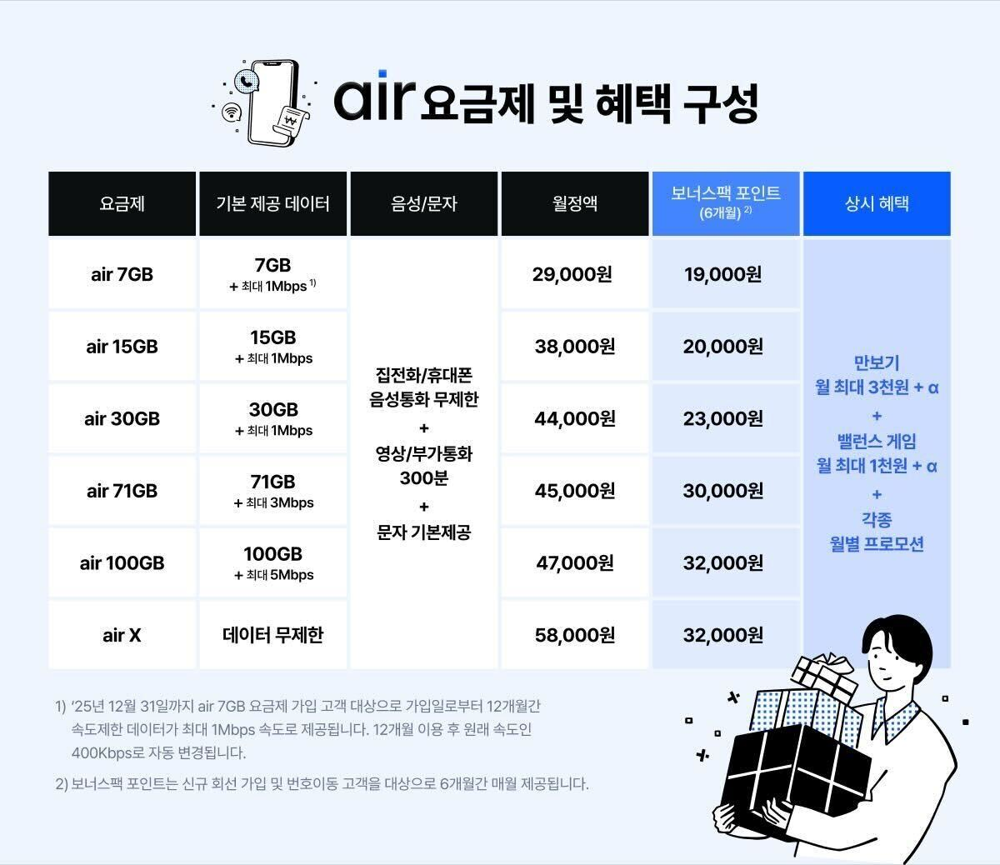 air 요금제 및 혜택 구성
요금제
기본 제공 데이터
음성/문자
월정액
보너스팩 포인트
(6개월) 2)
상시 혜택
air 7GB
7GB
+ 최대 1Mbps 1)
29,000원
19,000원
air 15GB
15GB
+ 최대 1Mbps
38,000원
20,000원
air 30GB
30GB
+ 최대 1Mbps
44,000원
23,000원
air 71GB
71GB
+ 최대 3Mbps
45,000원
30,000원
air 100GB
100GB
+ 최대 5Mbps
47,000원
32,000원
air X
데이터 무제한
58,000원
32,000원
집전화/휴대폰
음성통화 무제한
+
영상/부가통화
300분
+
문자 기본제공
만보기
월 최대 3천원 + α
+
밸런스 게임
월 최대 1천원 + α
+
각종
월별 프로모션
1) ‘25년 12월 31일까지 air 7GB 요금제 가입 고객 대상으로 가입일로부터 12개월간
속도제한 데이터가 최대 1Mbps 속도로 제공됩니다. 12개월 이용 후 원래 속도인
400Kbps로 자동 변경됩니다.
2) 보너스팩 포인트는 신규 회선 가입 및 번호이동 고객을 대상으로 6개월간 매월 제공됩니다.